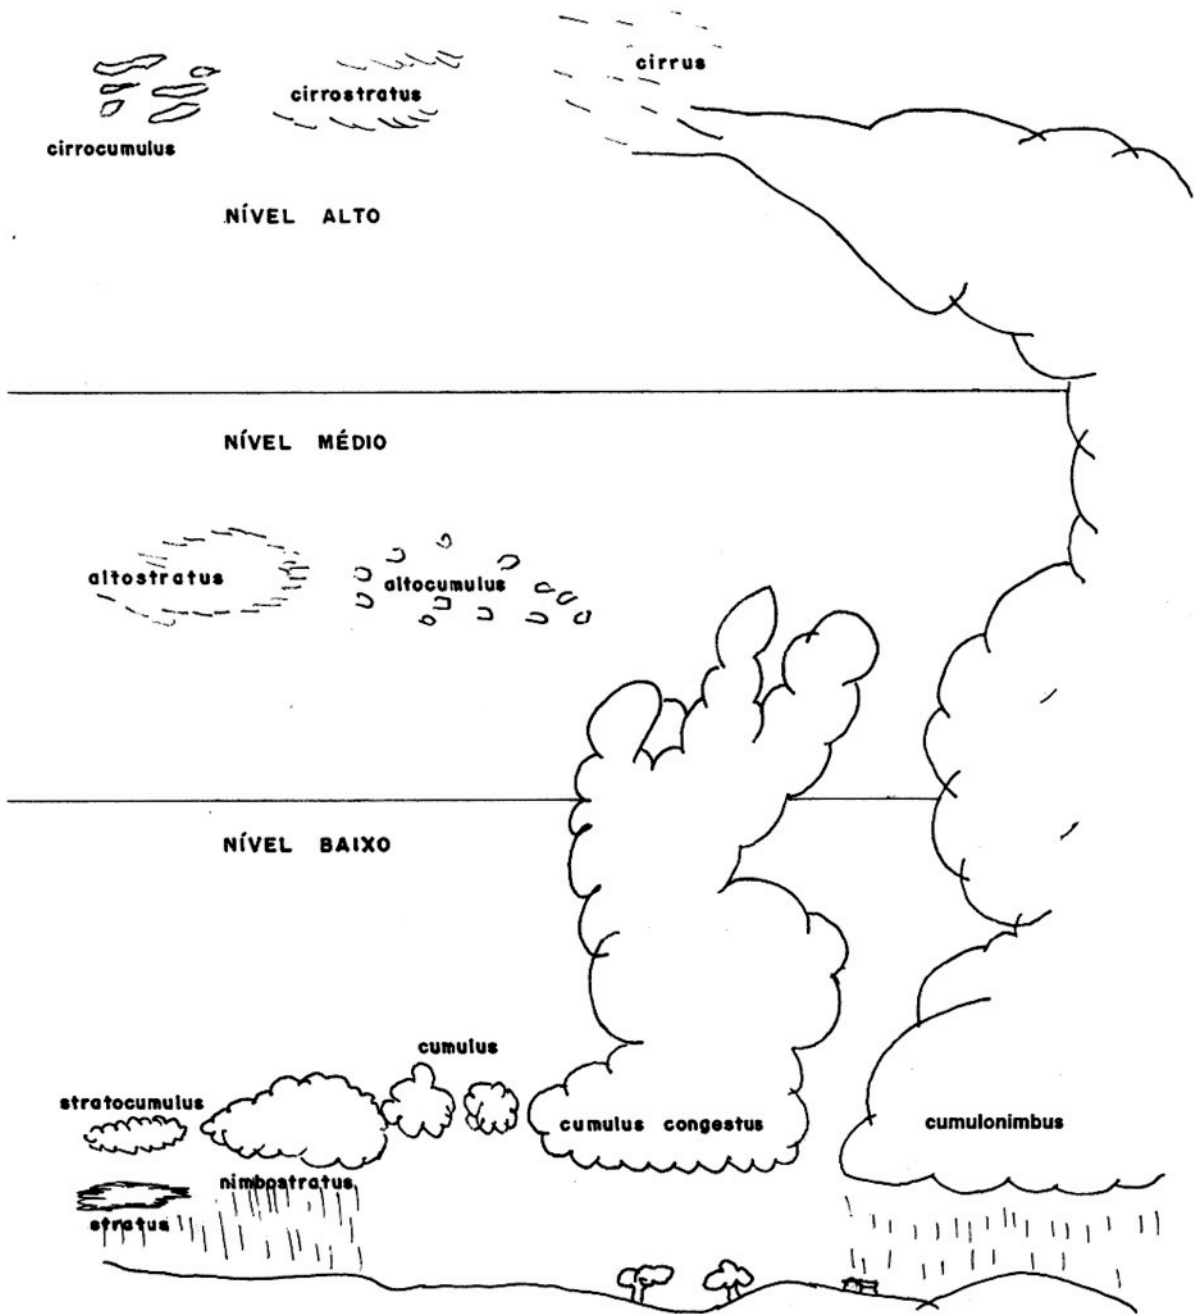 cirrus
cirrostratus
cirrocumulus
NÍVEL ALTO
NÍVEL MÉDIO
altostratus
altocumulus
NÍVEL BAIXO
cumulus
stratocumulus
cumulus congestus
cumulonimbus
nimbostratus
stratus